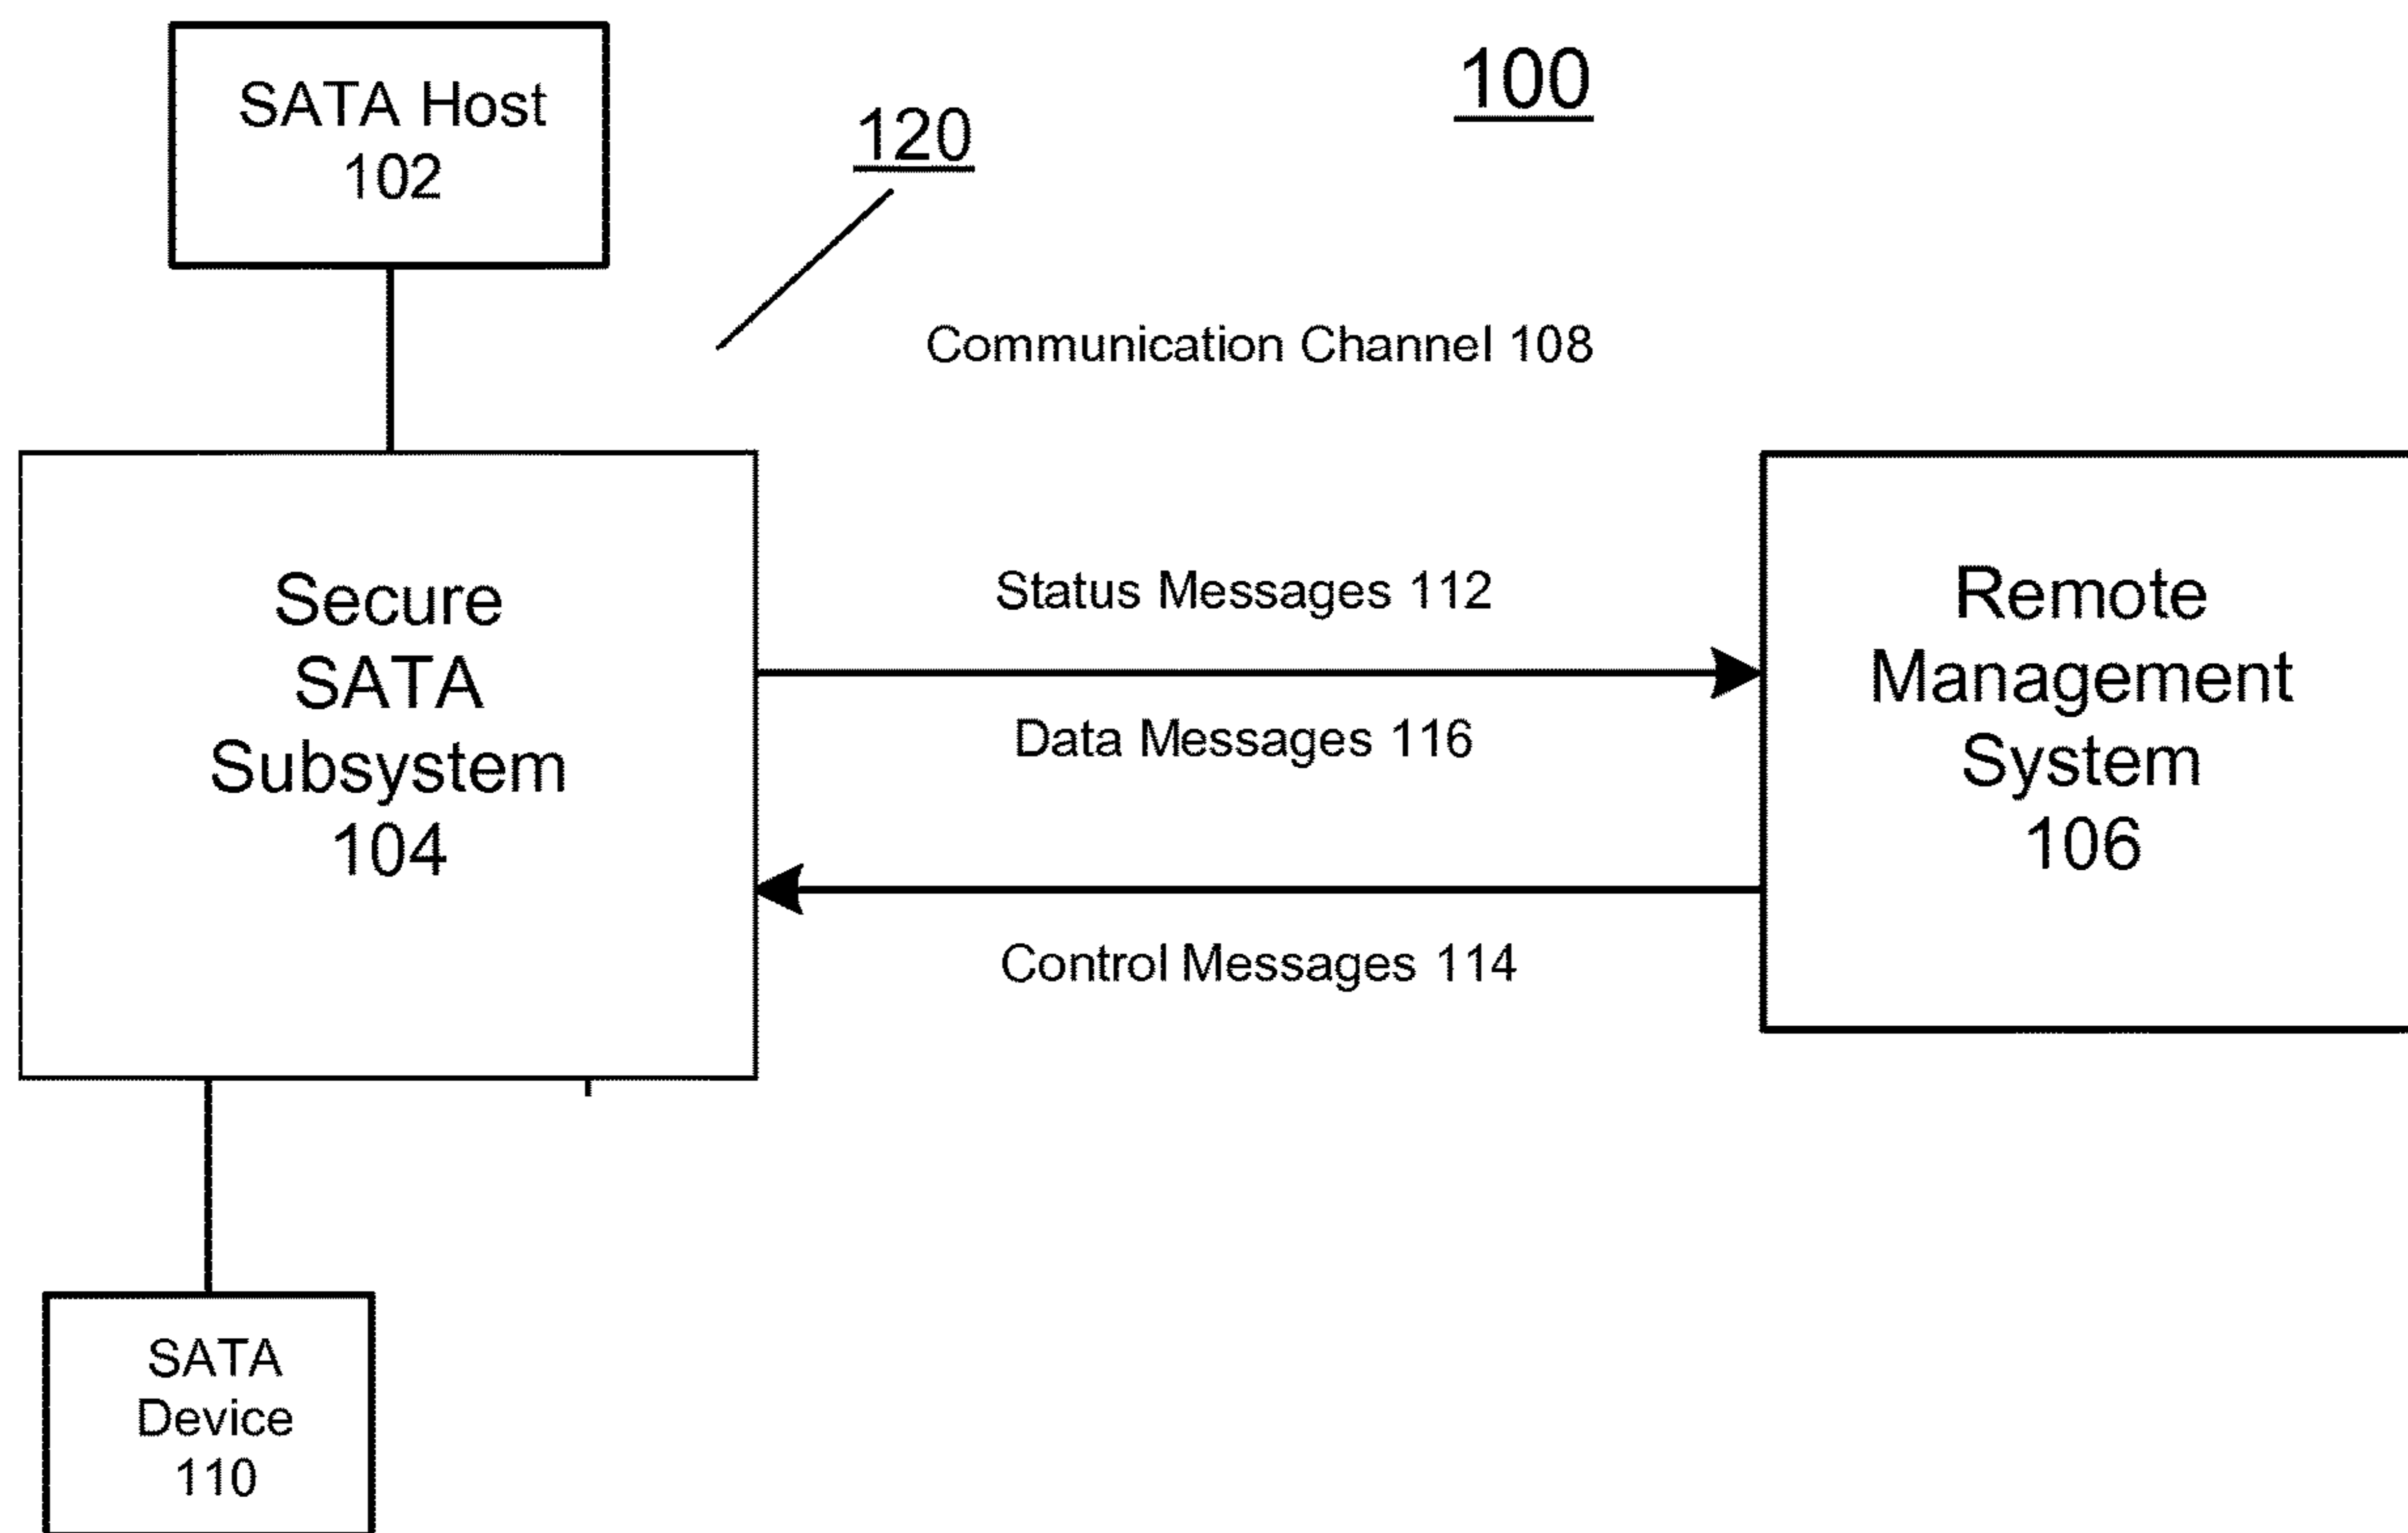 SATA Host
102
120
100
Communication Channel 108
Secure
SATA
Subsystem
104
Status Messages 112
Data Messages 116
Control Messages 114
Remote
Management
System
106
SATA
Device
110